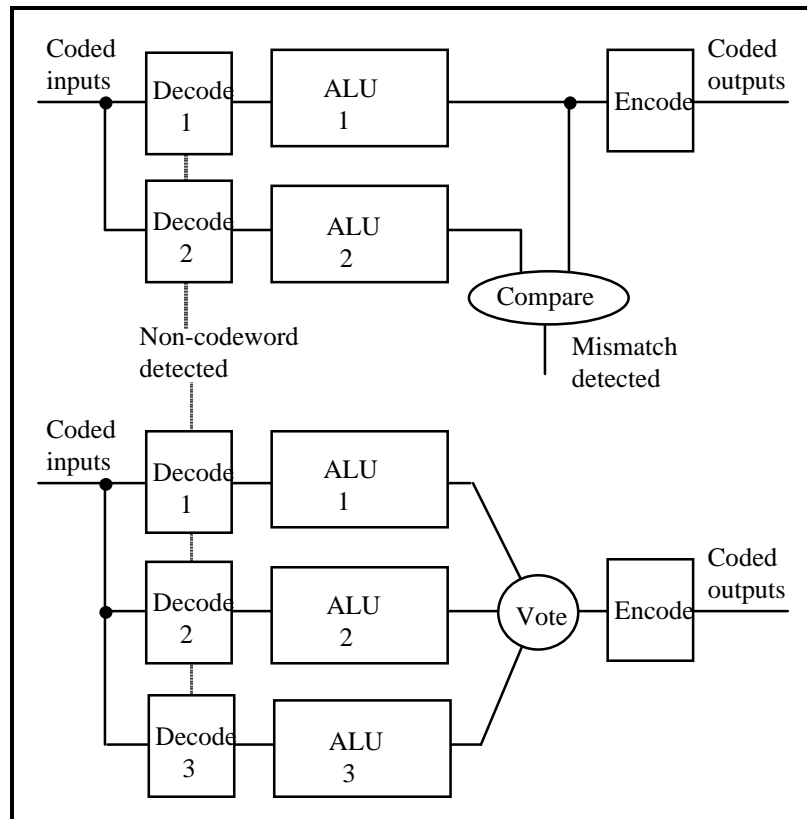 Coded
inputs
Decode
1
ALU
1
Encode
Coded
outputs
Decode
2
ALU
2
Compare
Mismatch
detected
Non-codeword
detected
Coded
inputs
Decode
1
ALU
1
Decode
2
ALU
2
Vote
Encode
Coded
outputs
Decode
3
ALU
3